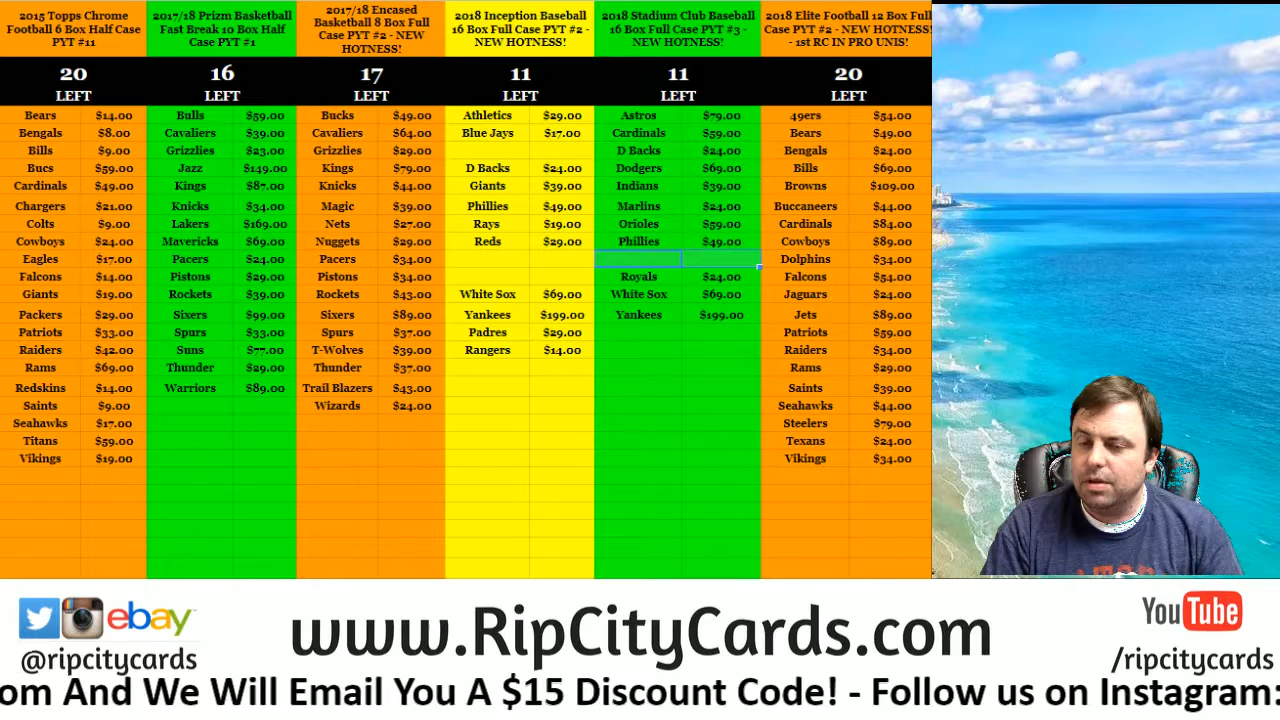 2015 Topps Chrome
Football 6 Box Half Case
PYT #11
20
LEFT
Bears $14.00
Bengals $8.00
Bills $9.00
Bucs $59.00
Cardinals $49.00
Chargers $21.00
Colts $9.00
Cowboys $24.00
Eagles $17.00
Falcons $14.00
Giants $19.00
Packers $29.00
Patriots $33.00
Raiders $42.00
Rams $69.00
Redskins $14.00
Saints $9.00
Seahawks $17.00
Titans $59.00
Vikings $19.00
2017/18 Prizm Basketball
Fast Break 10 Box Half
Case PYT #1
16
LEFT
Bulls $59.00
Cavaliers $39.00
Grizzlies $23.00
Jazz $149.00
Kings $87.00
Knicks $34.00
Lakers $169.00
Mavericks $69.00
Pacers $24.00
Pistons $29.00
Rockets $39.00
Sixers $99.00
Spurs $33.00
Suns $77.00
Thunder $29.00
Warriors $89.00
2017/18 Encased
Basketball 8 Box Full
Case PYT #2 - NEW
HOTNESS!
17
LEFT
Bucks $49.00
Cavaliers $64.00
Grizzlies $29.00
Kings $79.00
Knicks $44.00
Magic $39.00
Nets $27.00
Nuggets $29.00
Pacers $34.00
Pistons $34.00
Rockets $43.00
Sixers $89.00
Spurs $37.00
T-Wolves $39.00
Thunder $37.00
Trail Blazers $43.00
Wizards $24.00
2018 Inception Baseball
16 Box Full Case PYT #2 -
NEW HOTNESS!
11
LEFT
Athletics $29.00
Blue Jays $17.00
D Backs $24.00
Giants $39.00
Phillies $49.00
Rays $19.00
Reds $29.00
White Sox $69.00
Yankees $199.00
Padres $29.00
Rangers $14.00
2018 Stadium Club Baseball
16 Box Full Case PYT #3 -
NEW HOTNESS!
11
LEFT
Astros $79.00
Cardinals $59.00
D Backs $24.00
Dodgers $69.00
Indians $39.00
Marlins $24.00
Orioles $59.00
Phillies $49.00
Royals $24.00
White Sox $69.00
Yankees $199.00
2018 Elite Football 12 Box Full
Case PYT #2 - NEW HOTNESS!
- 1st RC IN PRO UNIS!
20
LEFT
49ers $54.00
Bears $49.00
Bengals $24.00
Bills $69.00
Browns $109.00
Buccaneers $44.00
Cardinals $84.00
Cowboys $89.00
Dolphins $34.00
Falcons $54.00
Jaguars $24.00
Jets $89.00
Patriots $59.00
Raiders $34.00
Rams $29.00
Saints $39.00
Seahawks $44.00
Steelers $79.00
Texans $24.00
Vikings $34.00
ebay
@ripcitycards
www.RipCityCards.com
YouTube
/ripcitycards
om And We Will Email You A $15 Discount Code! - Follow us on Instagram: